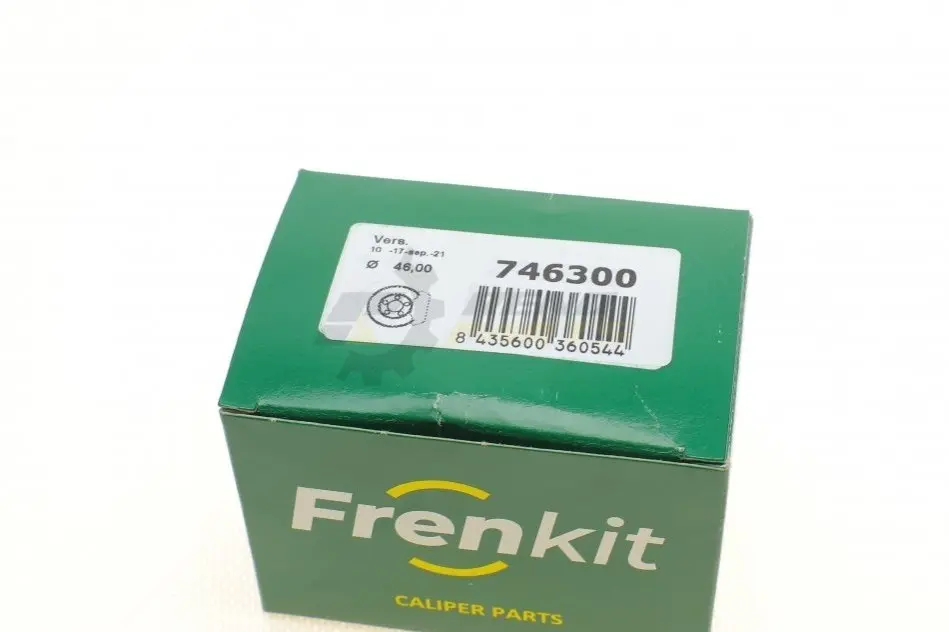 Vers.
10 -17-sep.-21
Ø 46,00
746300
8 435600 360544
Frenkit
CALIPER PARTS